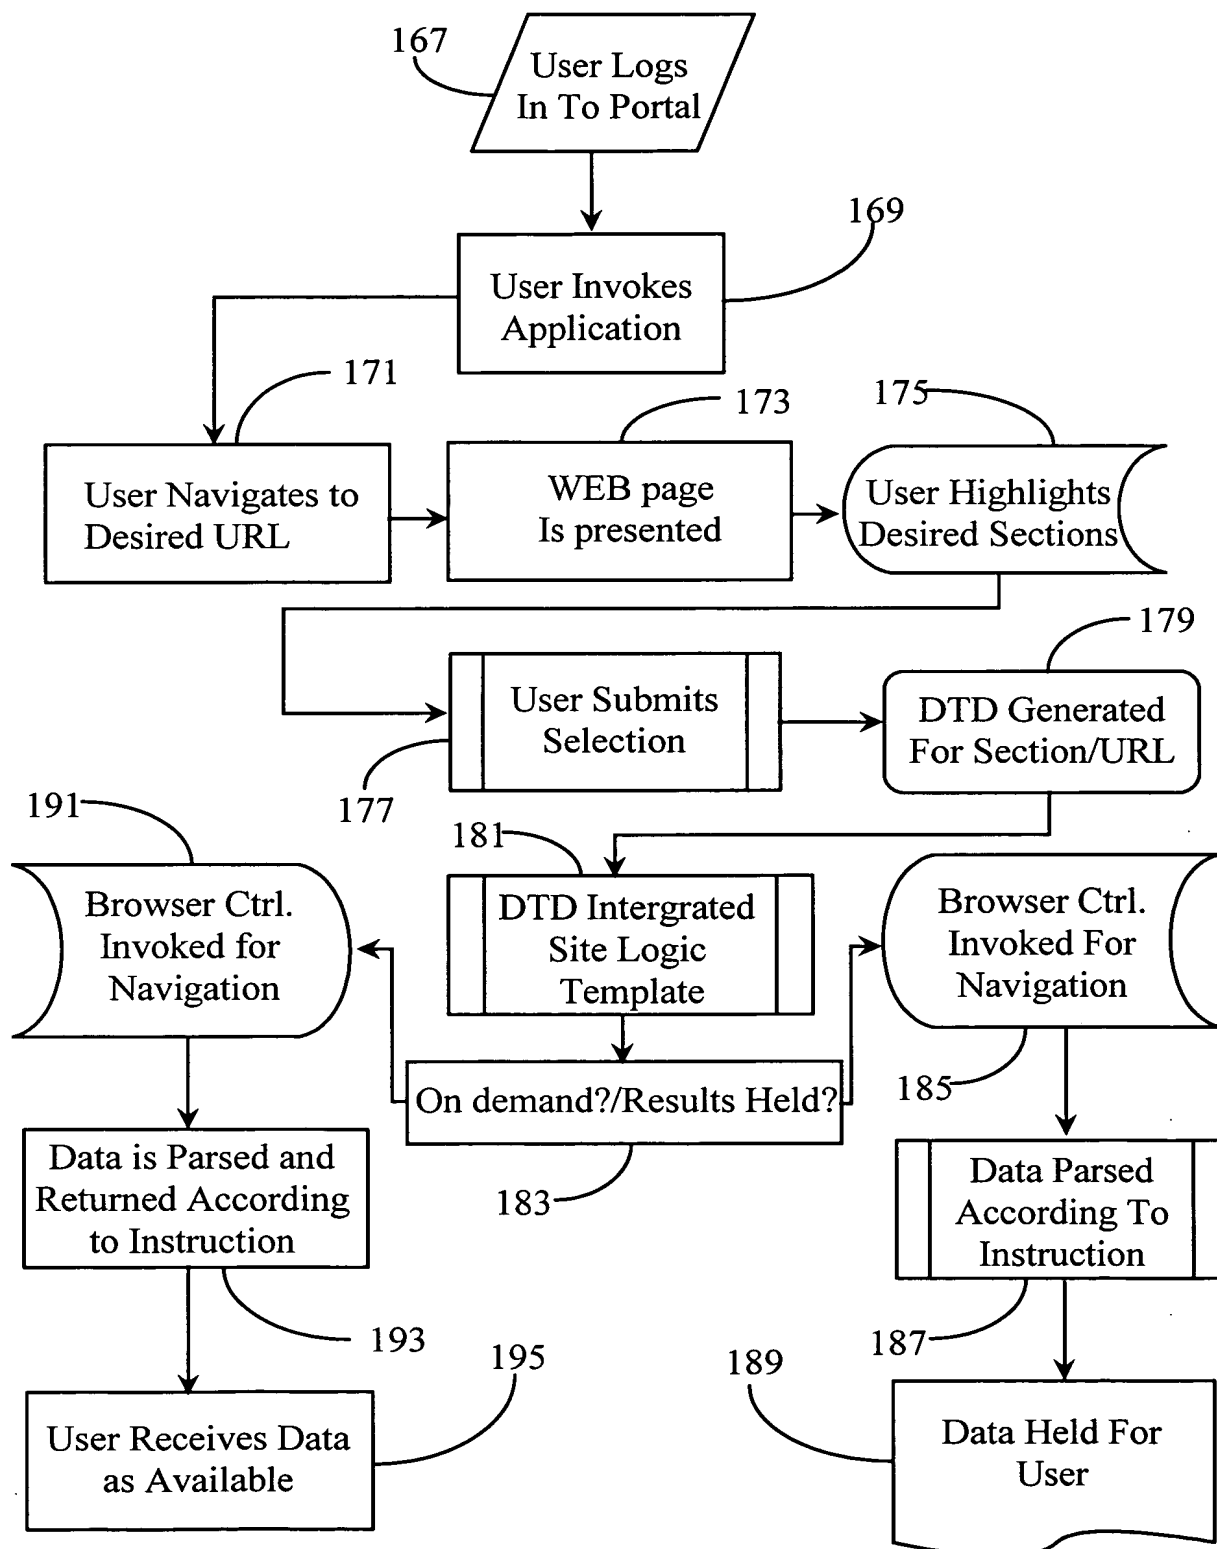 167
User Logs
In To Portal
169
User Invokes
Application
171
173
175
User Navigates to
Desired URL
WEB page
Is presented
User Highlights
Desired Sections
179
User Submits
Selection
DTD Generated
For Section/URL
177
191
181
Browser Ctrl.
Invoked for
Navigation
DTD Intergrated
Site Logic
Template
Browser Ctrl.
Invoked For
Navigation
On demand?/Results Held?
185
183
Data is Parsed and
Returned According
to Instruction
Data Parsed
According To
Instruction
193
187
195
189
User Receives Data
as Available
Data Held For
User